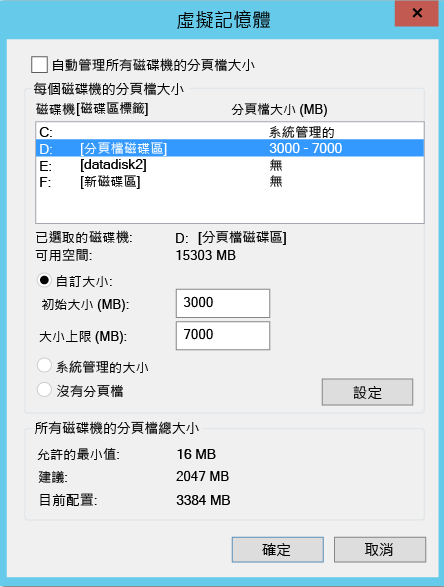 虛擬記憶體
自動管理所有磁碟機的分頁檔大小
每個磁碟機的分頁檔大小
磁碟機 [磁碟區標籤] 分頁檔大小 (MB)
C: 系統管理的
D: [分頁檔磁碟區] 3000 - 7000
E: [datadisk2] 無
F: [新磁碟區] 無
已選取的磁碟機: D: [分頁檔磁碟區]
可用空間: 15303 MB
自訂大小:
初始大小 (MB): 3000
大小上限 (MB): 7000
系統管理的大小
沒有分頁檔
設定
所有磁碟機的分頁檔總大小
允許的最小值: 16 MB
建議: 2047 MB
目前配置: 3384 MB
確定 取消